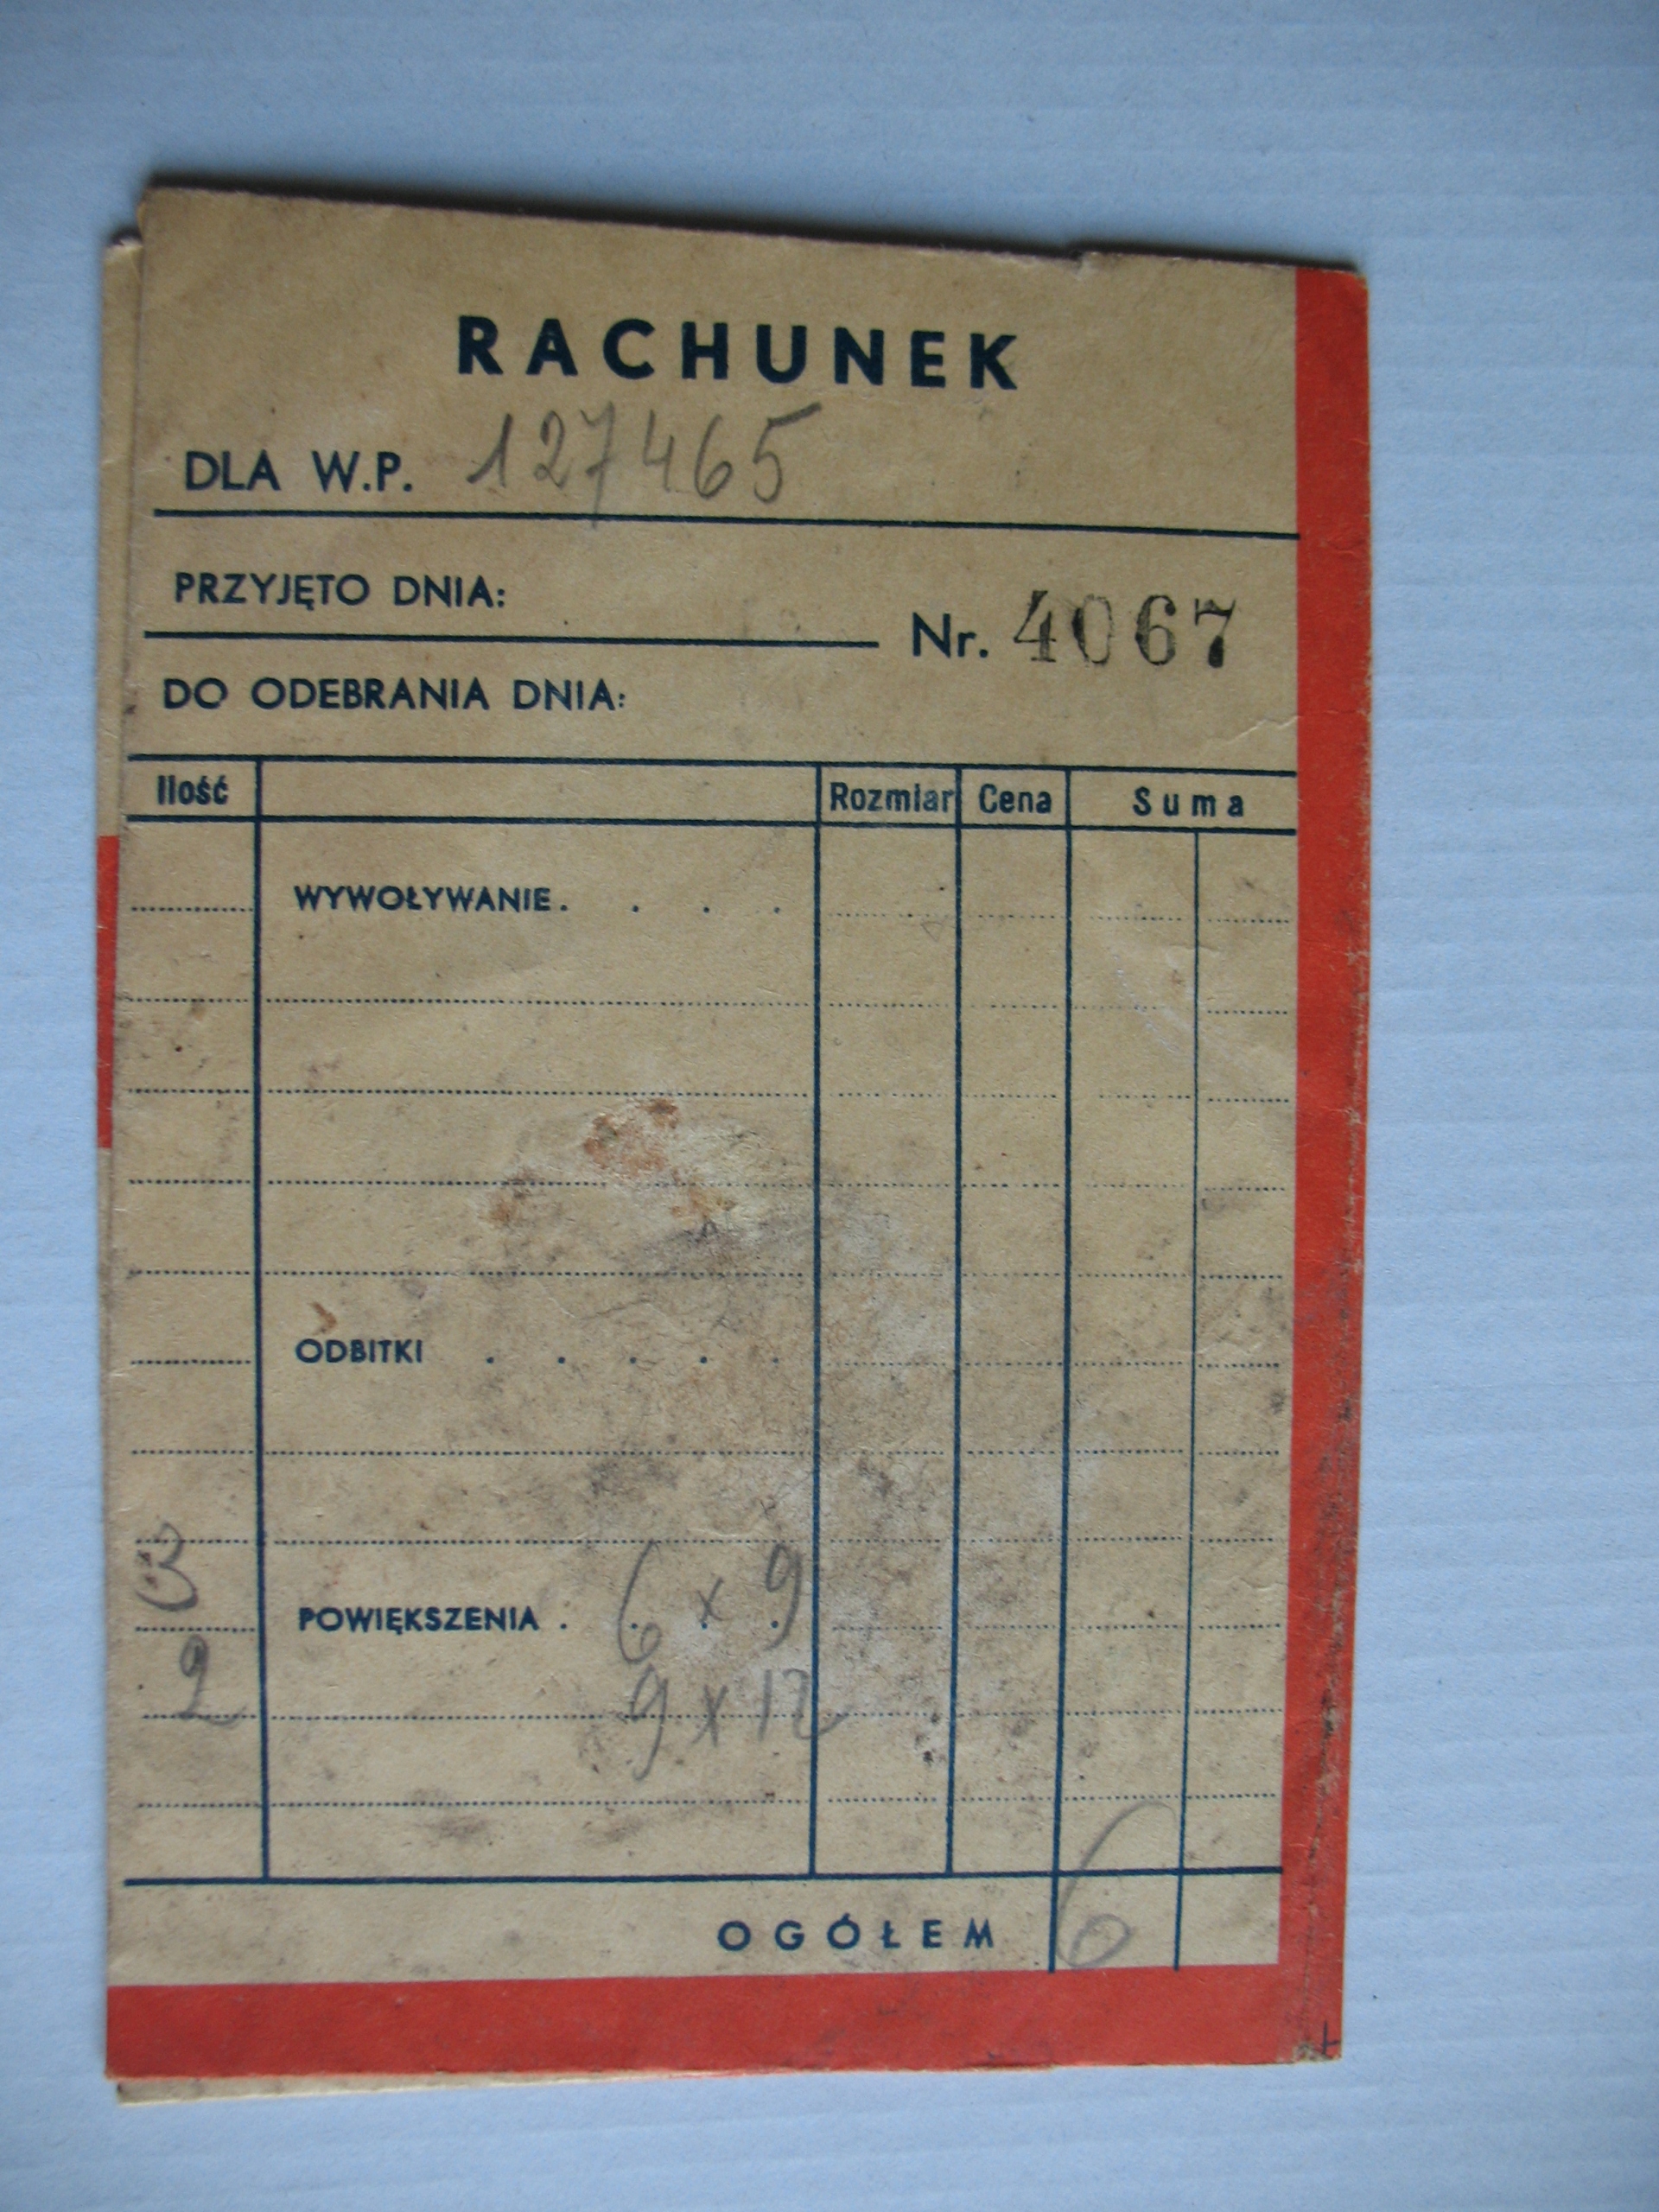 RACHUNEK
DLA W.P. 127465
PRZYJĘTO DNIA:
Nr. 4067
DO ODEBRANIA DNIA:
Ilość Rozmiar Cena Suma
WYWOŁYWANIE. . . .
ODBITKI . . . . .
3 POWIĘKSZENIA . 6 x 9
2 9 x 12
OGÓŁEM 6